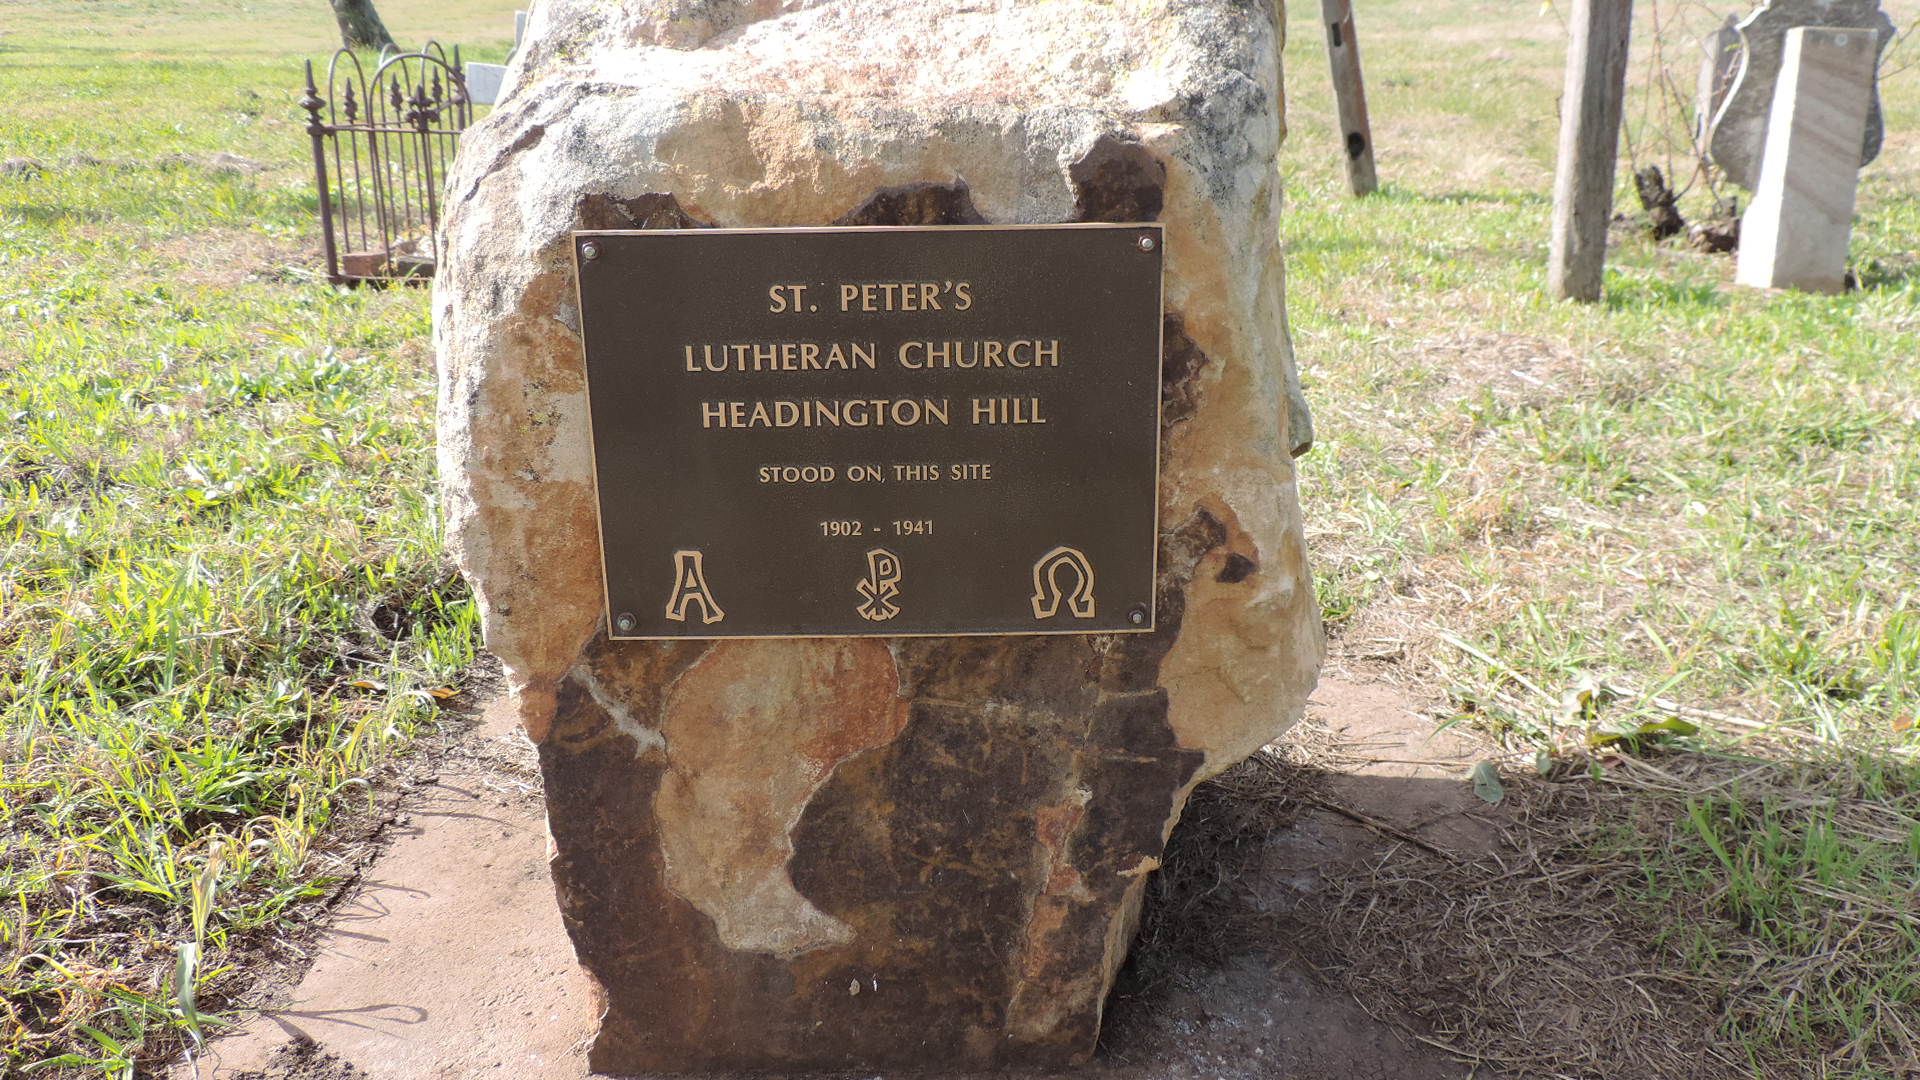 ST. PETER'S
LUTHERAN CHURCH
HEADINGTON HILL
STOOD ON THIS SITE
1902 - 1941
Α ☧ Ω